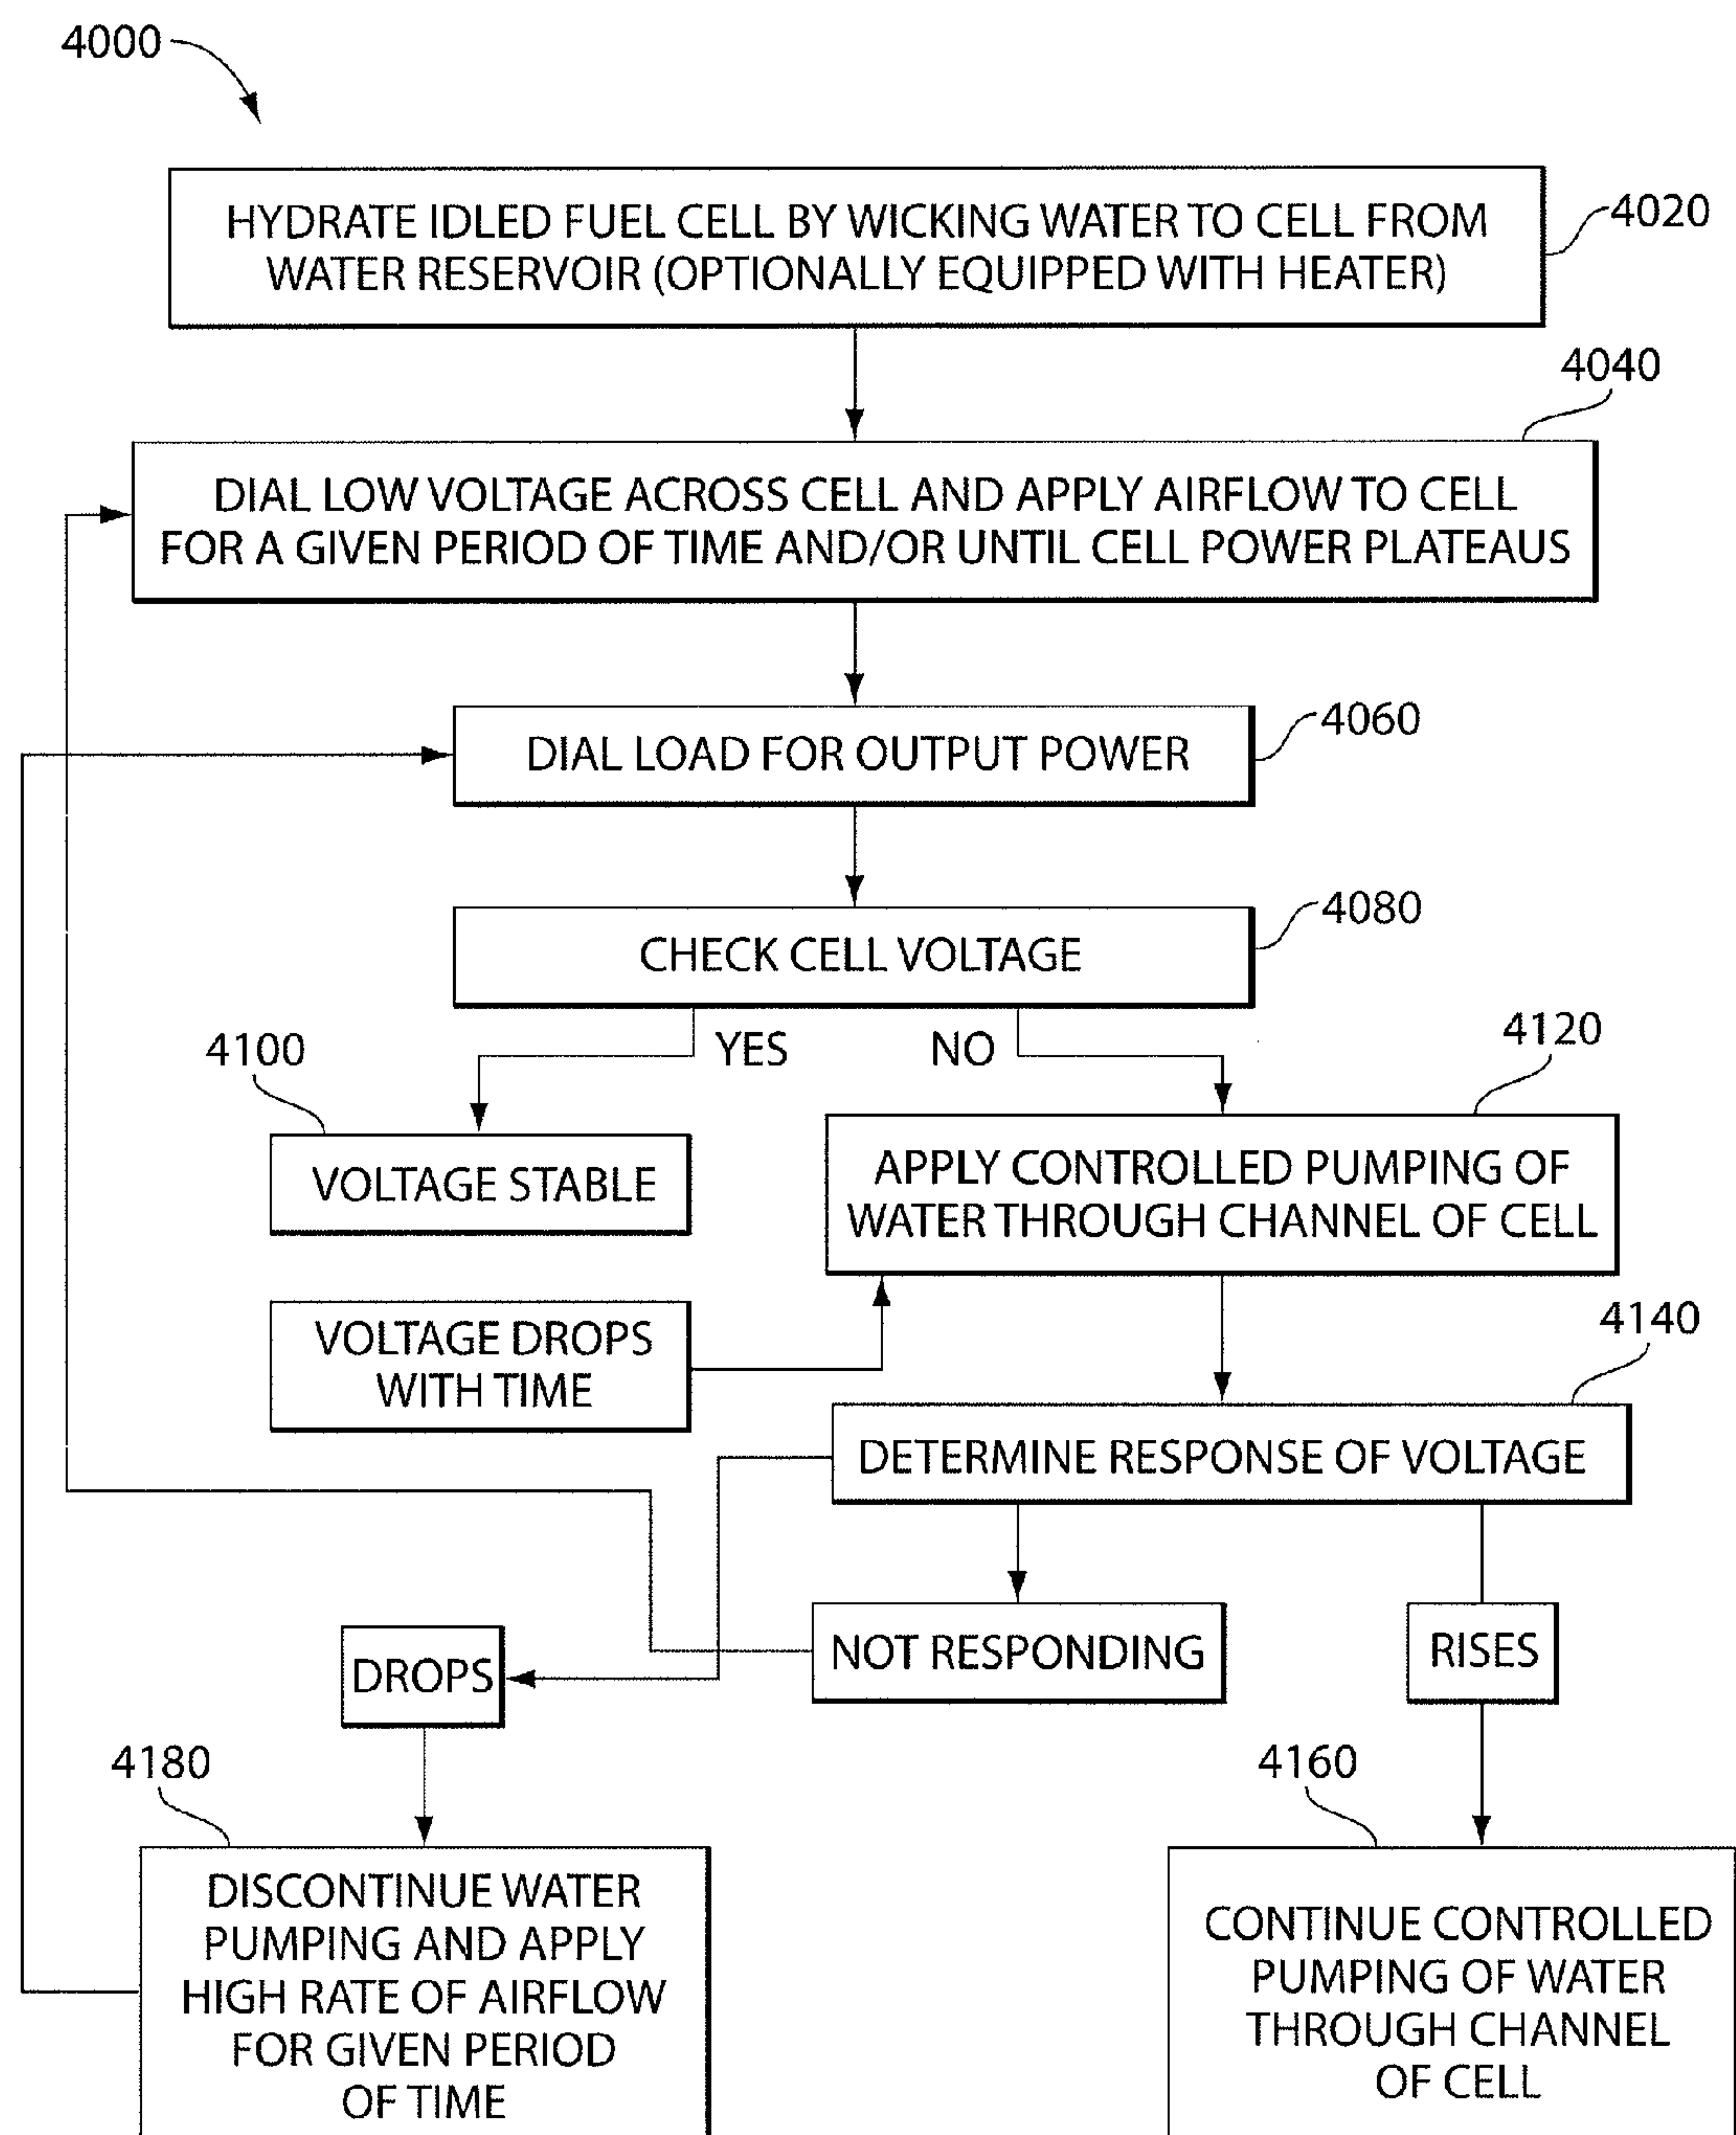 4000
HYDRATE IDLED FUEL CELL BY WICKING WATER TO CELL FROM
WATER RESERVOIR (OPTIONALLY EQUIPPED WITH HEATER)
4020
4040
DIAL LOW VOLTAGE ACROSS CELL AND APPLY AIRFLOW TO CELL
FOR A GIVEN PERIOD OF TIME AND/OR UNTIL CELL POWER PLATEAUS
4060
DIAL LOAD FOR OUTPUT POWER
4080
CHECK CELL VOLTAGE
YES
NO
4100
VOLTAGE STABLE
4120
APPLY CONTROLLED PUMPING OF
WATER THROUGH CHANNEL OF CELL
VOLTAGE DROPS
WITH TIME
4140
DETERMINE RESPONSE OF VOLTAGE
DROPS
NOT RESPONDING
RISES
4180
DISCONTINUE WATER
PUMPING AND APPLY
HIGH RATE OF AIRFLOW
FOR GIVEN PERIOD
OF TIME
4160
CONTINUE CONTROLLED
PUMPING OF WATER
THROUGH CHANNEL
OF CELL